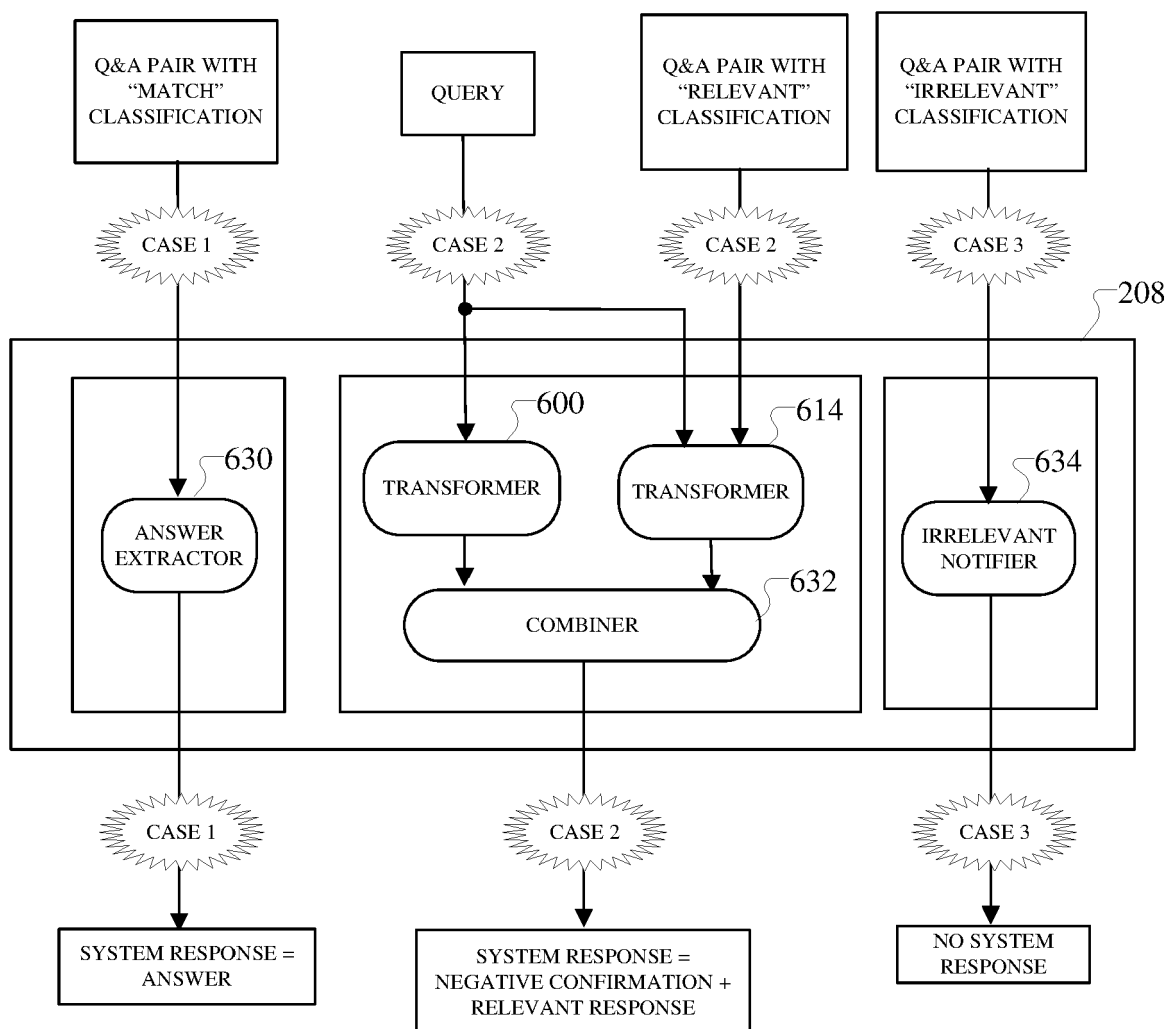 Q&A PAIR WITH
“MATCH”
CLASSIFICATION
QUERY
Q&A PAIR WITH
“RELEVANT”
CLASSIFICATION
Q&A PAIR WITH
“IRRELEVANT”
CLASSIFICATION
CASE 1
CASE 2
CASE 2
CASE 3
208
600
614
630
634
TRANSFORMER
TRANSFORMER
ANSWER
EXTRACTOR
IRRELEVANT
NOTIFIER
632
COMBINER
CASE 1
CASE 2
CASE 3
SYSTEM RESPONSE =
ANSWER
SYSTEM RESPONSE =
NEGATIVE CONFIRMATION +
RELEVANT RESPONSE
NO SYSTEM
RESPONSE